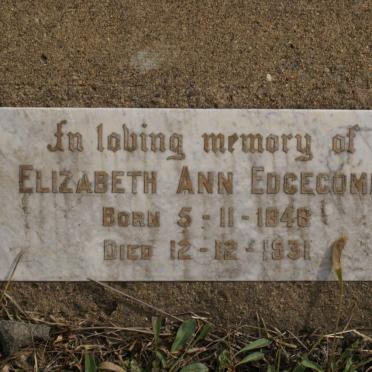 In loving memory of
ELIZABETH ANN EDGECOM
BORN 5-11-1848
DIED 12-12-1931